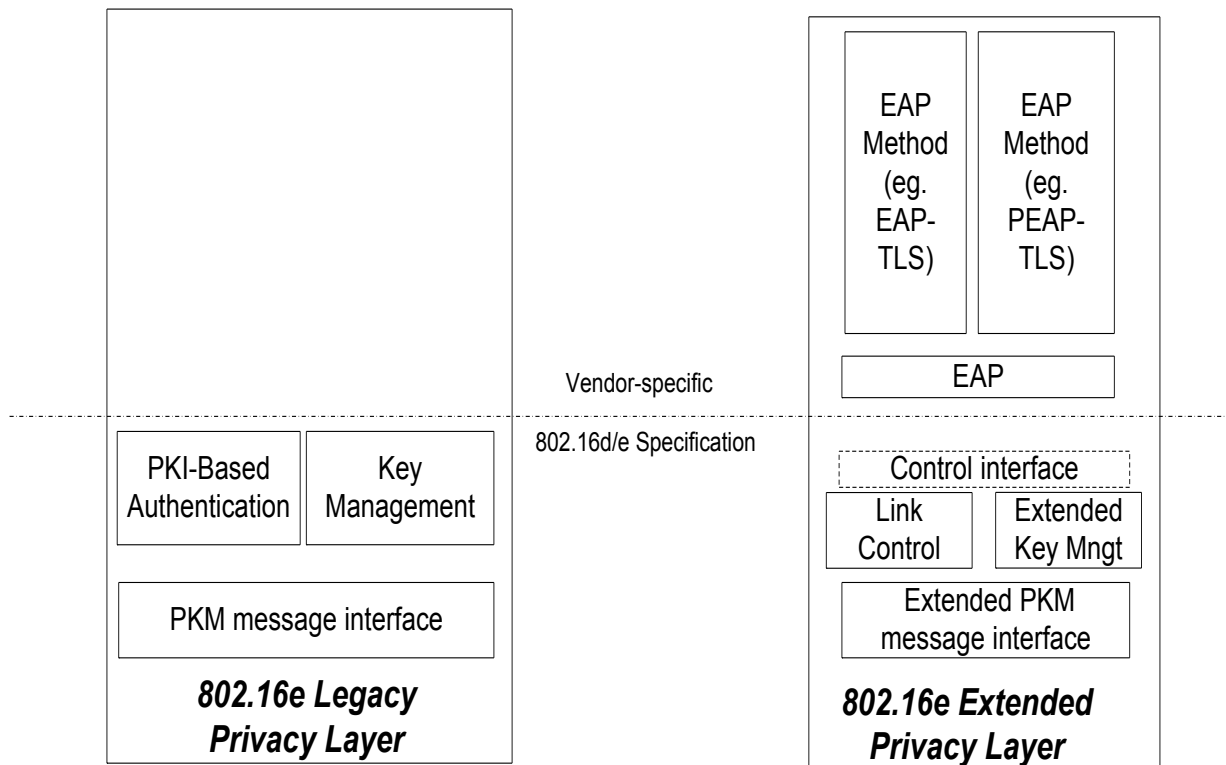 EAP
Method
(eg.
EAP-
TLS)
EAP
Method
(eg.
PEAP-
TLS)
EAP
Vendor-specific
802.16d/e Specification
PKI-Based
Authentication
Key
Management
PKM message interface
802.16e Legacy
Privacy Layer
Control interface
Link
Control
Extended
Key Mngt
Extended PKM
message interface
802.16e Extended
Privacy Layer